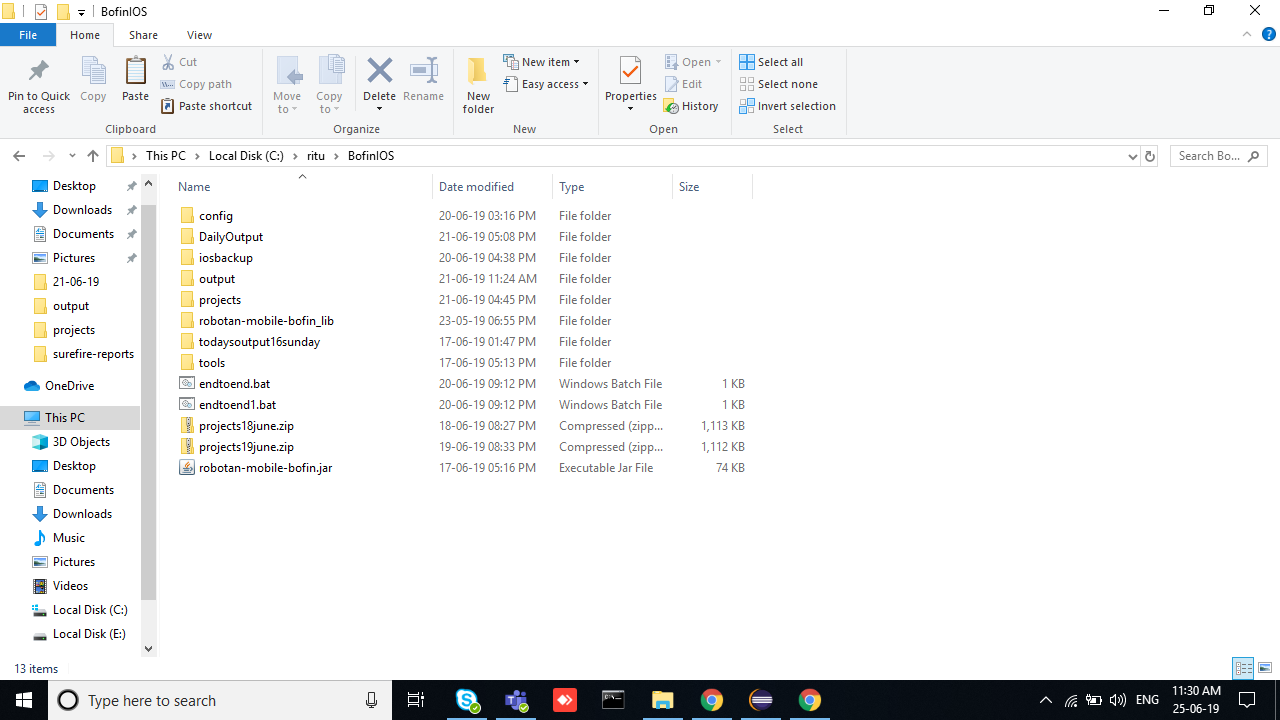 BofinIOS
File Home Share View
Pin to Quick access
Copy
Paste
Cut
Copy path
Paste shortcut
Clipboard
Move to
Copy to
Delete
Rename
Organize
New folder
New item
Easy access
New
Properties
Open
Edit
History
Open
Select all
Select none
Invert selection
Select
This PC > Local Disk (C:) > ritu > BofinIOS
Search Bo...
Desktop
Downloads
Documents
Pictures
21-06-19
output
projects
surefire-reports
OneDrive
This PC
3D Objects
Desktop
Documents
Downloads
Music
Pictures
Videos
Local Disk (C:)
Local Disk (E:)
Name Date modified Type Size
config 20-06-19 03:16 PM File folder
DailyOutput 21-06-19 05:08 PM File folder
iosbackup 20-06-19 04:38 PM File folder
output 21-06-19 11:24 AM File folder
projects 21-06-19 04:45 PM File folder
robotan-mobile-bofin_lib 23-05-19 06:55 PM File folder
todaysoutput16sunday 17-06-19 01:47 PM File folder
tools 17-06-19 05:13 PM File folder
endtoend.bat 20-06-19 09:12 PM Windows Batch File 1 KB
endtoend1.bat 20-06-19 09:12 PM Windows Batch File 1 KB
projects18june.zip 18-06-19 08:27 PM Compressed (zipp... 1,113 KB
projects19june.zip 19-06-19 08:33 PM Compressed (zipp... 1,112 KB
robotan-mobile-bofin.jar 17-06-19 05:16 PM Executable Jar File 74 KB
13 items
Type here to search
ENG
11:30 AM
25-06-19